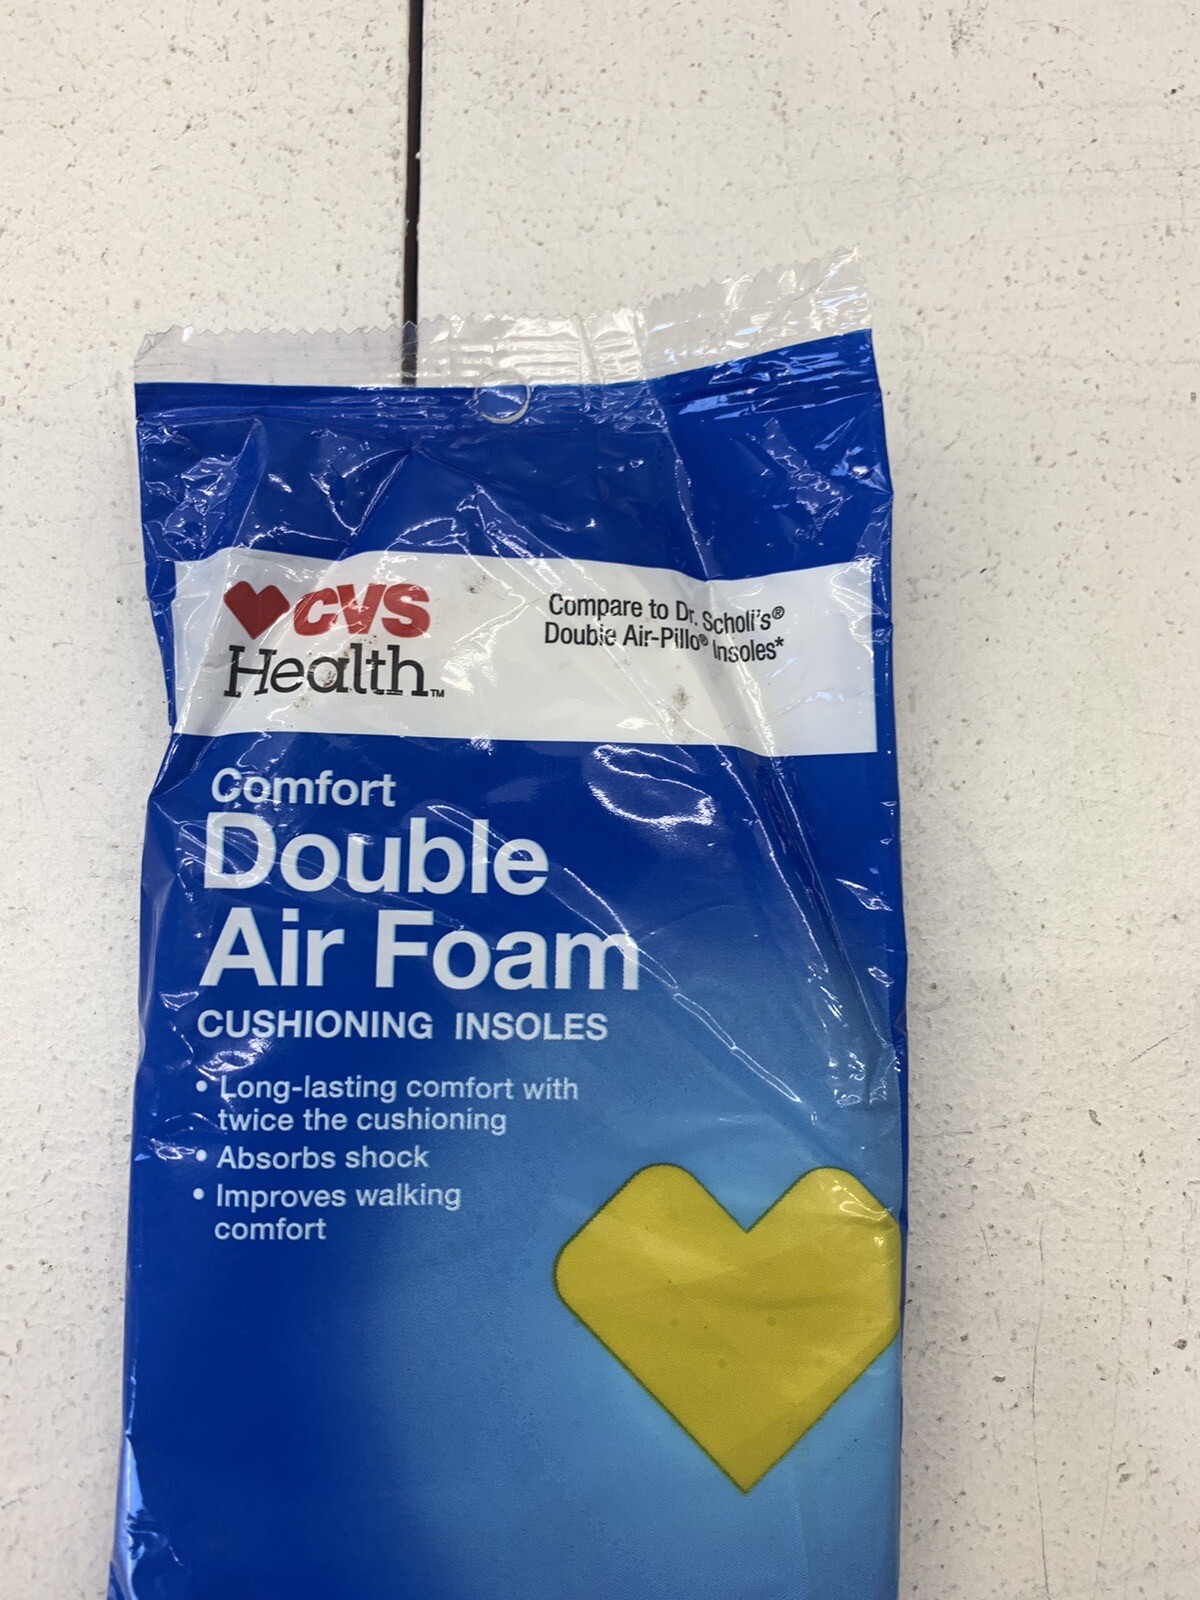 CVS
Health™
Compare to Dr. Scholl's®
Double Air-Pillo® Insoles*
Comfort
Double
Air Foam
CUSHIONING INSOLES
• Long-lasting comfort with
twice the cushioning
• Absorbs shock
• Improves walking
comfort